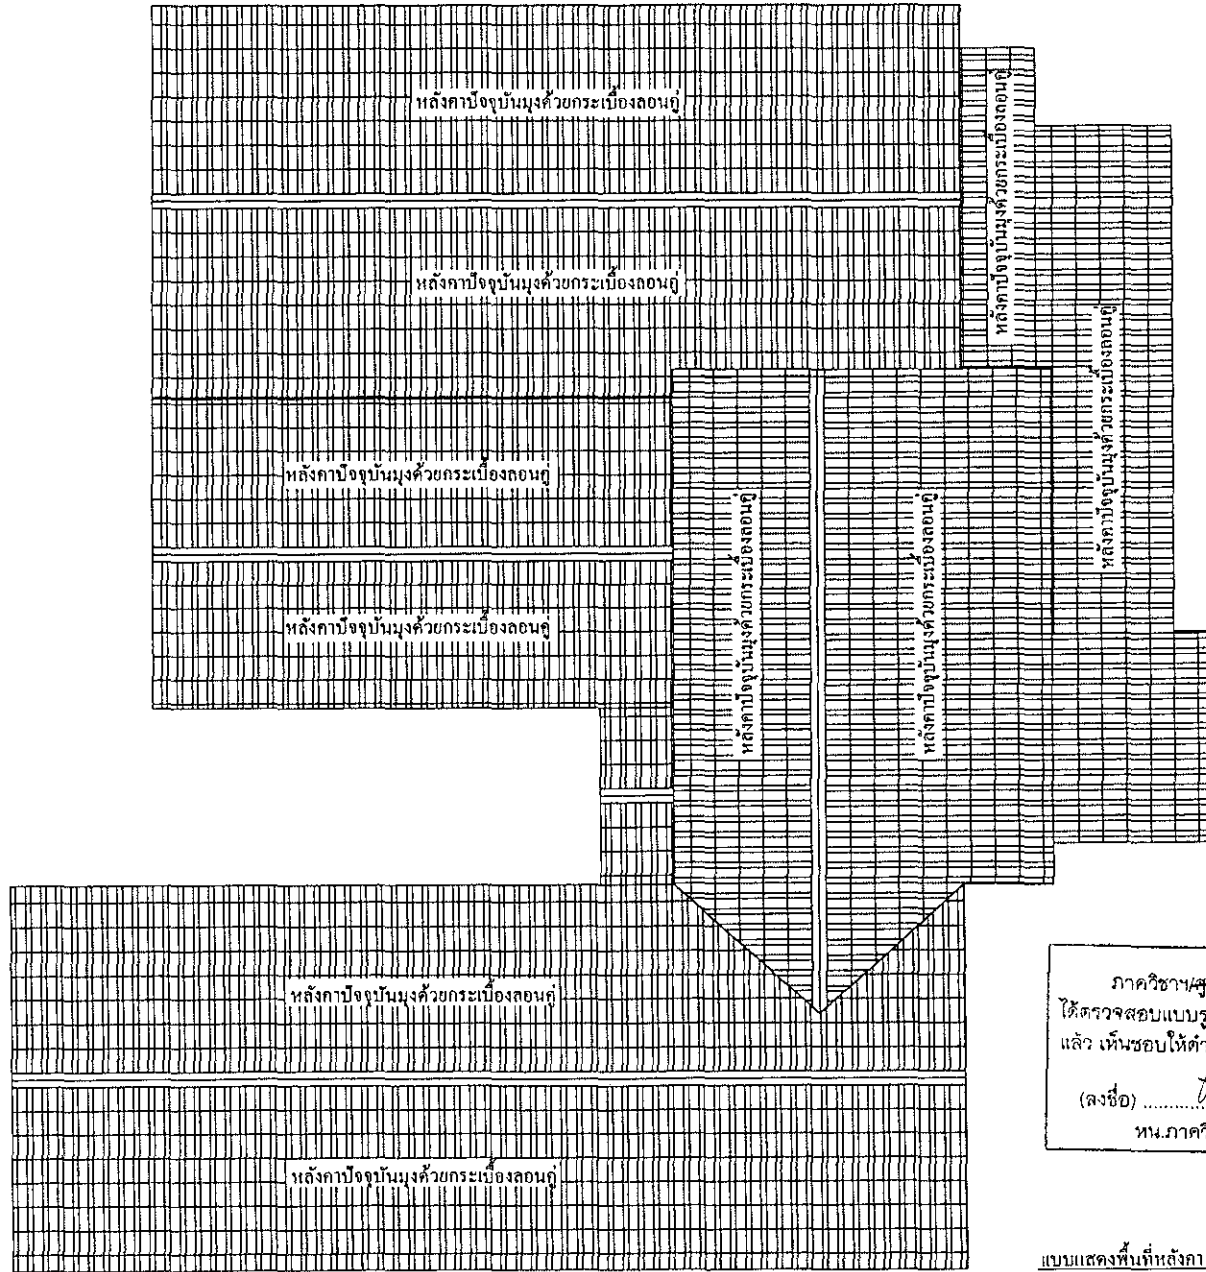 หลังคาปัจจุบันมุงด้วยกระเบื้องลอนคู่
หลังคาปัจจุบันมุงด้วยกระเบื้องลอนคู่
หลังคาปัจจุบันมุงด้วยกระเบื้องลอนคู่
หลังคาปัจจุบันมุงด้วยกระเบื้องลอนคู่
หลังคาปัจจุบันมุงด้วยกระเบื้องลอนคู่
หลังคาปัจจุบันมุงด้วยกระเบื้องลอนคู่
หลังคาปัจจุบันมุงด้วยกระเบื้องลอนคู่
หลังคาปัจจุบันมุงด้วยกระเบื้องลอนคู่
หลังคาปัจจุบันมุงด้วยกระเบื้องลอนคู่
หลังคาปัจจุบันมุงด้วยกระเบื้องลอนคู่
ภาควิชาฯ/
ได้ตรวจสอบแบบรู
แล้ว เห็นชอบให้ดำ
(ลงชื่อ) ............
หน.ภาควิ
แบบแสดงพื้นที่หลังคา